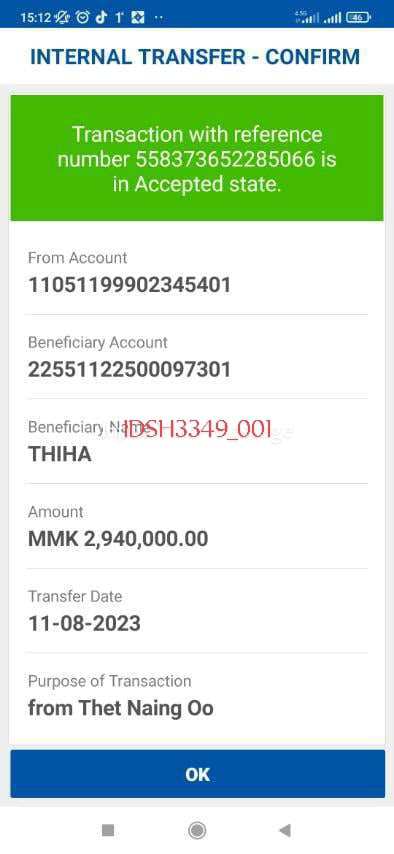 15:12
4.5G
46
INTERNAL TRANSFER - CONFIRM
Transaction with reference
number 558373652285066 is
in Accepted state.
From Account
11051199902345401
Beneficiary Account
22551122500097301
Beneficiary Name
IDSH3349_001
THIHA
Amount
MMK 2,940,000.00
Transfer Date
11-08-2023
Purpose of Transaction
from Thet Naing Oo
OK